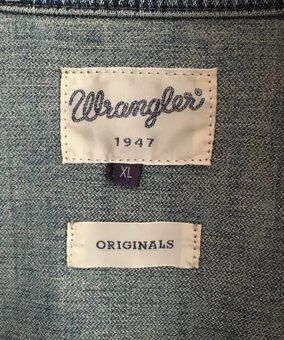 Wrangler®
1947
XL
ORIGINALS